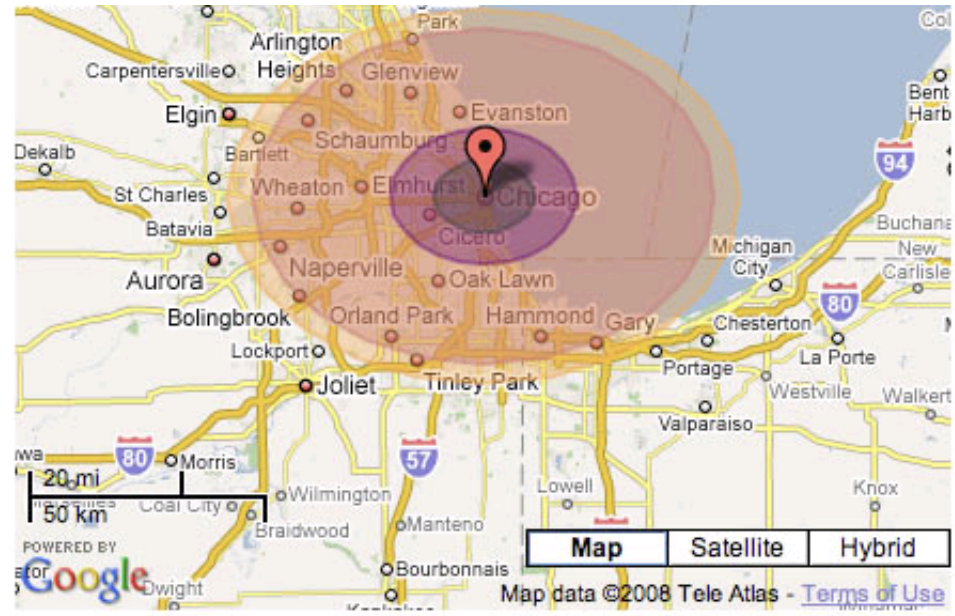 Park
Col
Arlington
Heights
Carpentersville
Glenview
Bent
Harb
Elgin
Evanston
Schaumburg
Dekalb
Bartlett
94
St Charles
Wheaton
Elmhurst
Chicago
Batavia
Cicero
Buchana
Michigan
City
New
Carlisle
Aurora
Naperville
Oak Lawn
80
Bolingbrook
Orland Park
Hammond
Gary
Chesterton
Lockport
La Porte
Portage
Joliet
Tinley Park
Westville
Walkert
Valparaiso
wa
80
Morris
57
20 mi
Lowell
Knox
Wilmington
Coal City
50 km
Braidwood
Manteno
POWERED BY
Google
Map
Satellite
Hybrid
ator
Bourbonnais
Dwight
Map data ©2008 Tele Atlas - Terms of Use